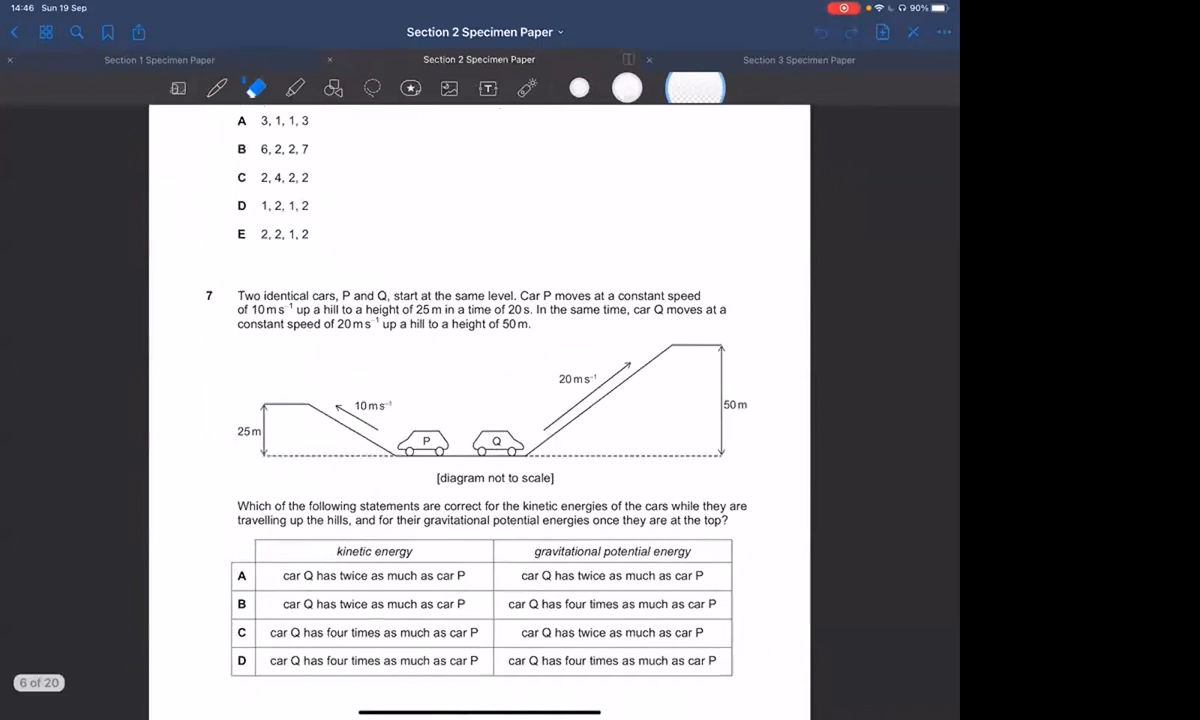 14:46 Sun 19 Sep
90%
Section 2 Specimen Paper
Section 1 Specimen Paper
Section 2 Specimen Paper
Section 3 Specimen Paper
A 3, 1, 1, 3
B 6, 2, 2, 7
C 2, 4, 2, 2
D 1, 2, 1, 2
E 2, 2, 1, 2
7 Two identical cars, P and Q, start at the same level. Car P moves at a constant speed
of 10 m s⁻¹ up a hill to a height of 25 m in a time of 20 s. In the same time, car Q moves at a
constant speed of 20 m s⁻¹ up a hill to a height of 50 m.
20 m s⁻¹
10 m s⁻¹
50 m
25 m
P
Q
[diagram not to scale]
Which of the following statements are correct for the kinetic energies of the cars while they are
travelling up the hills, and for their gravitational potential energies once they are at the top?
kinetic energy gravitational potential energy
A car Q has twice as much as car P car Q has twice as much as car P
B car Q has twice as much as car P car Q has four times as much as car P
C car Q has four times as much as car P car Q has twice as much as car P
D car Q has four times as much as car P car Q has four times as much as car P
6 of 20